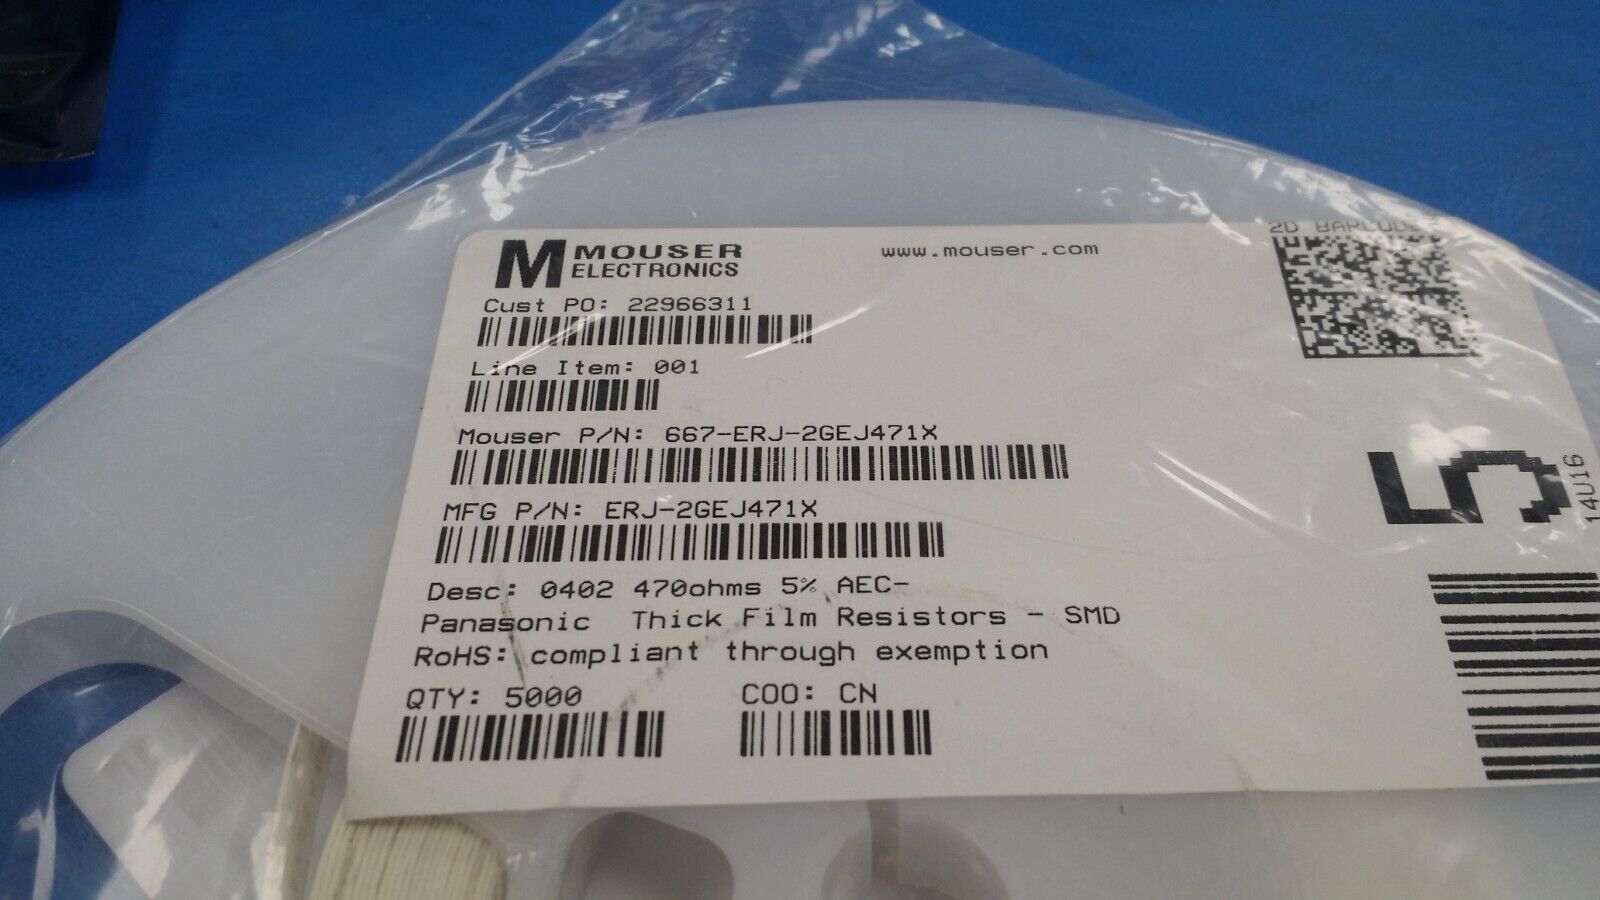 MOUSER
ELECTRONICS
www.mouser.com
2D BARCODE
Cust PO: 22966311
Line Item: 001
Mouser P/N: 667-ERJ-2GEJ471X
MFG P/N: ERJ-2GEJ471X
Desc: 0402 470ohms 5% AEC-
Panasonic Thick Film Resistors - SMD
RoHS: compliant through exemption
QTY: 5000 COO: CN
5
14U16